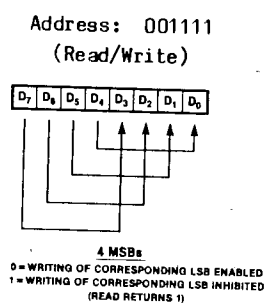 Address: 001111
(Read/Write)
D7 D6 D5 D4 D3 D2 D1 D0
4 MSBs
0 = WRITING OF CORRESPONDING LSB ENABLED
1 = WRITING OF CORRESPONDING LSB INHIBITED
(READ RETURNS 1)